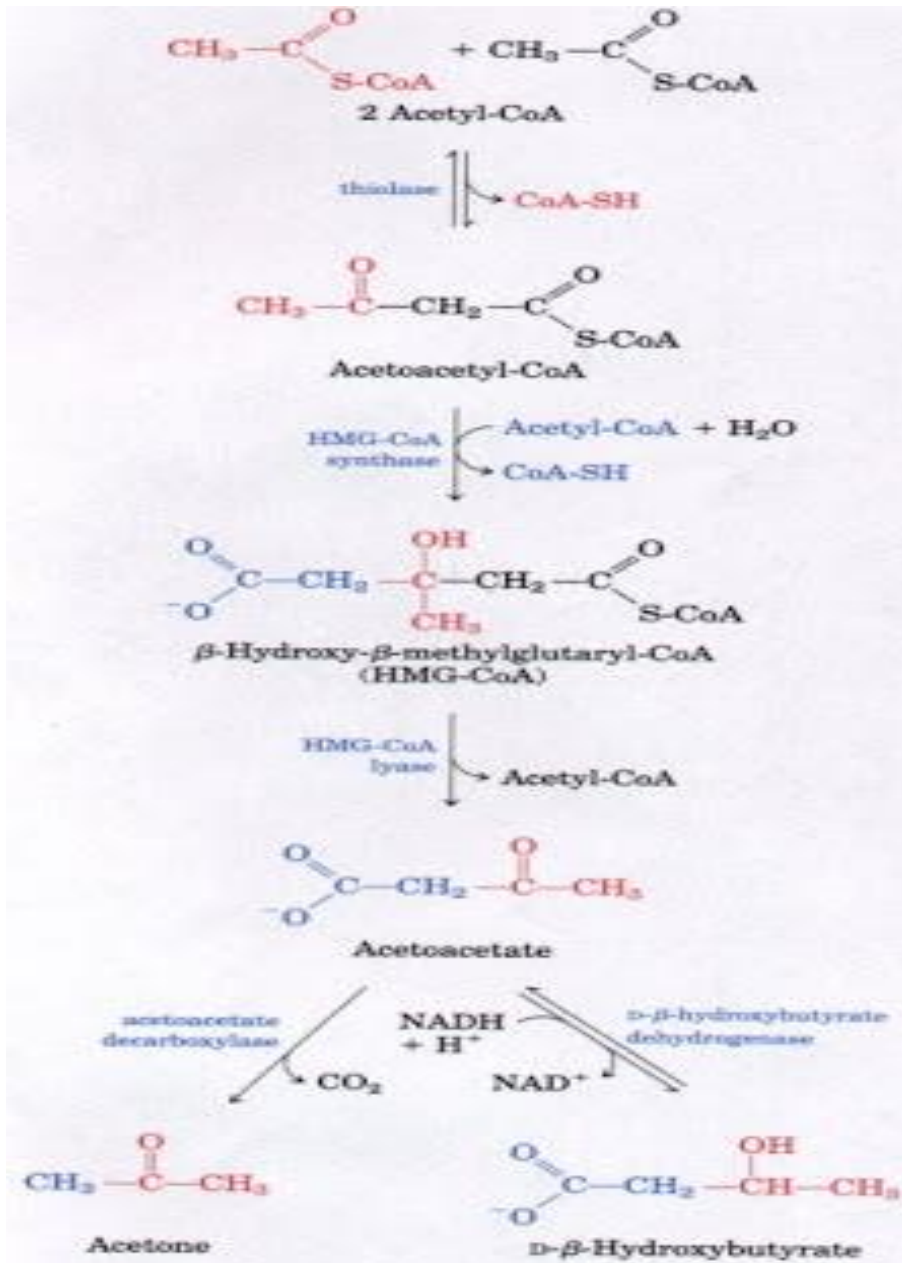 CH₃—C
O
S-CoA
+ CH₃—C
O
S-CoA
2 Acetyl-CoA
thiolase
CoA-SH
O
CH₃—C—CH₂—C
O
S-CoA
Acetoacetyl-CoA
HMG-CoA
synthase
Acetyl-CoA + H₂O
CoA-SH
O
⁻O
C—CH₂—C—CH₂—C
OH
CH₃
O
S-CoA
β-Hydroxy-β-methylglutaryl-CoA
(HMG-CoA)
HMG-CoA
lyase
Acetyl-CoA
O
⁻O
C—CH₂—C—CH₃
O
Acetoacetate
acetoacetate
decarboxylase
CO₂
NADH
+ H⁺
NAD⁺
D-β-hydroxybutyrate
dehydrogenase
O
CH₃—C—CH₃
Acetone
O
⁻O
C—CH₂—CH—CH₃
OH
D-β-Hydroxybutyrate